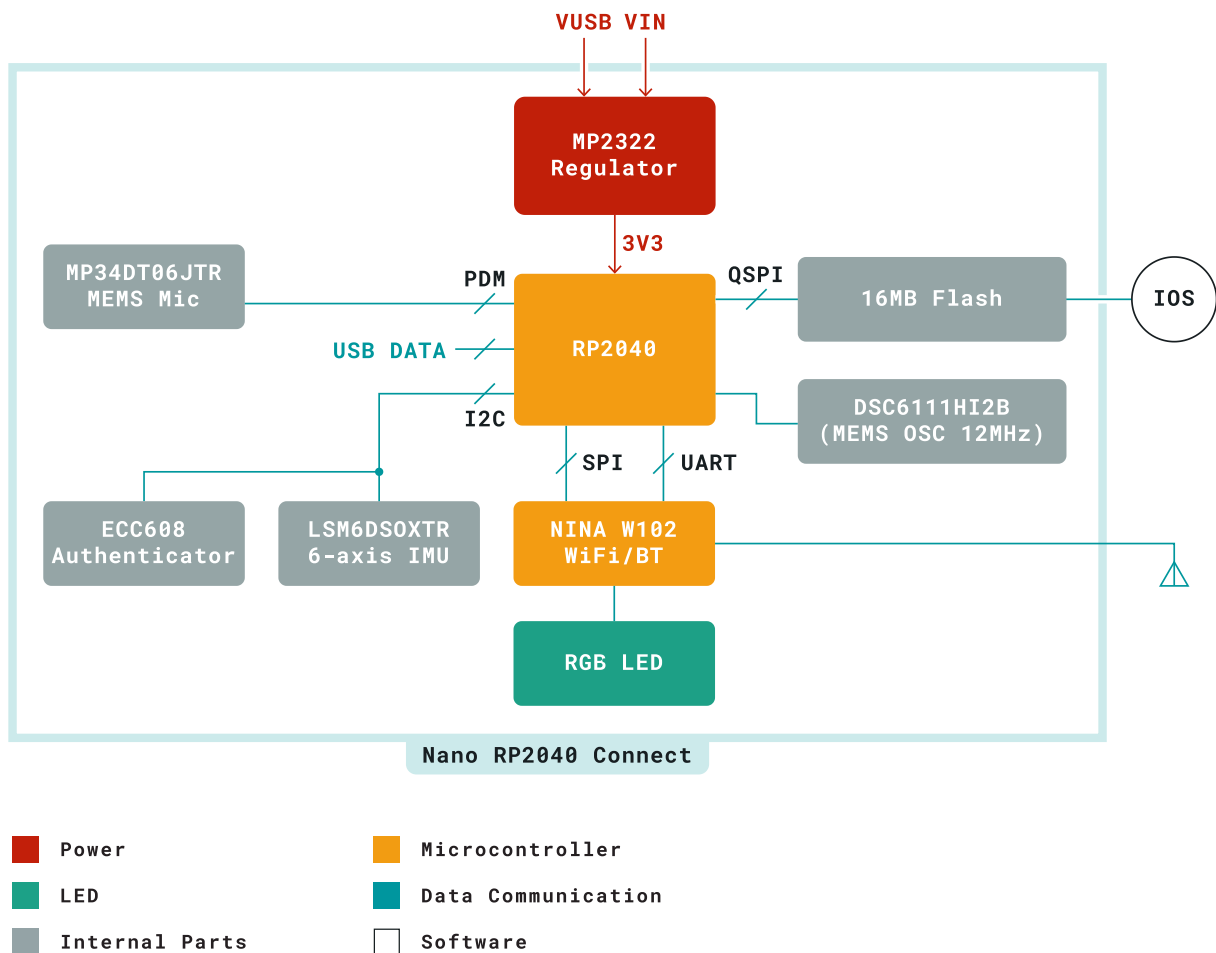 VUSB VIN
MP2322
Regulator
3V3
MP34DT06JTR
MEMS Mic
PDM
QSPI
16MB Flash
IOS
USB DATA
RP2040
I2C
DSC6111HI2B
(MEMS OSC 12MHz)
SPI
UART
ECC608
Authenticator
LSM6DSOXTR
6-axis IMU
NINA W102
WiFi/BT
RGB LED
Nano RP2040 Connect
Power
Microcontroller
LED
Data Communication
Internal Parts
Software